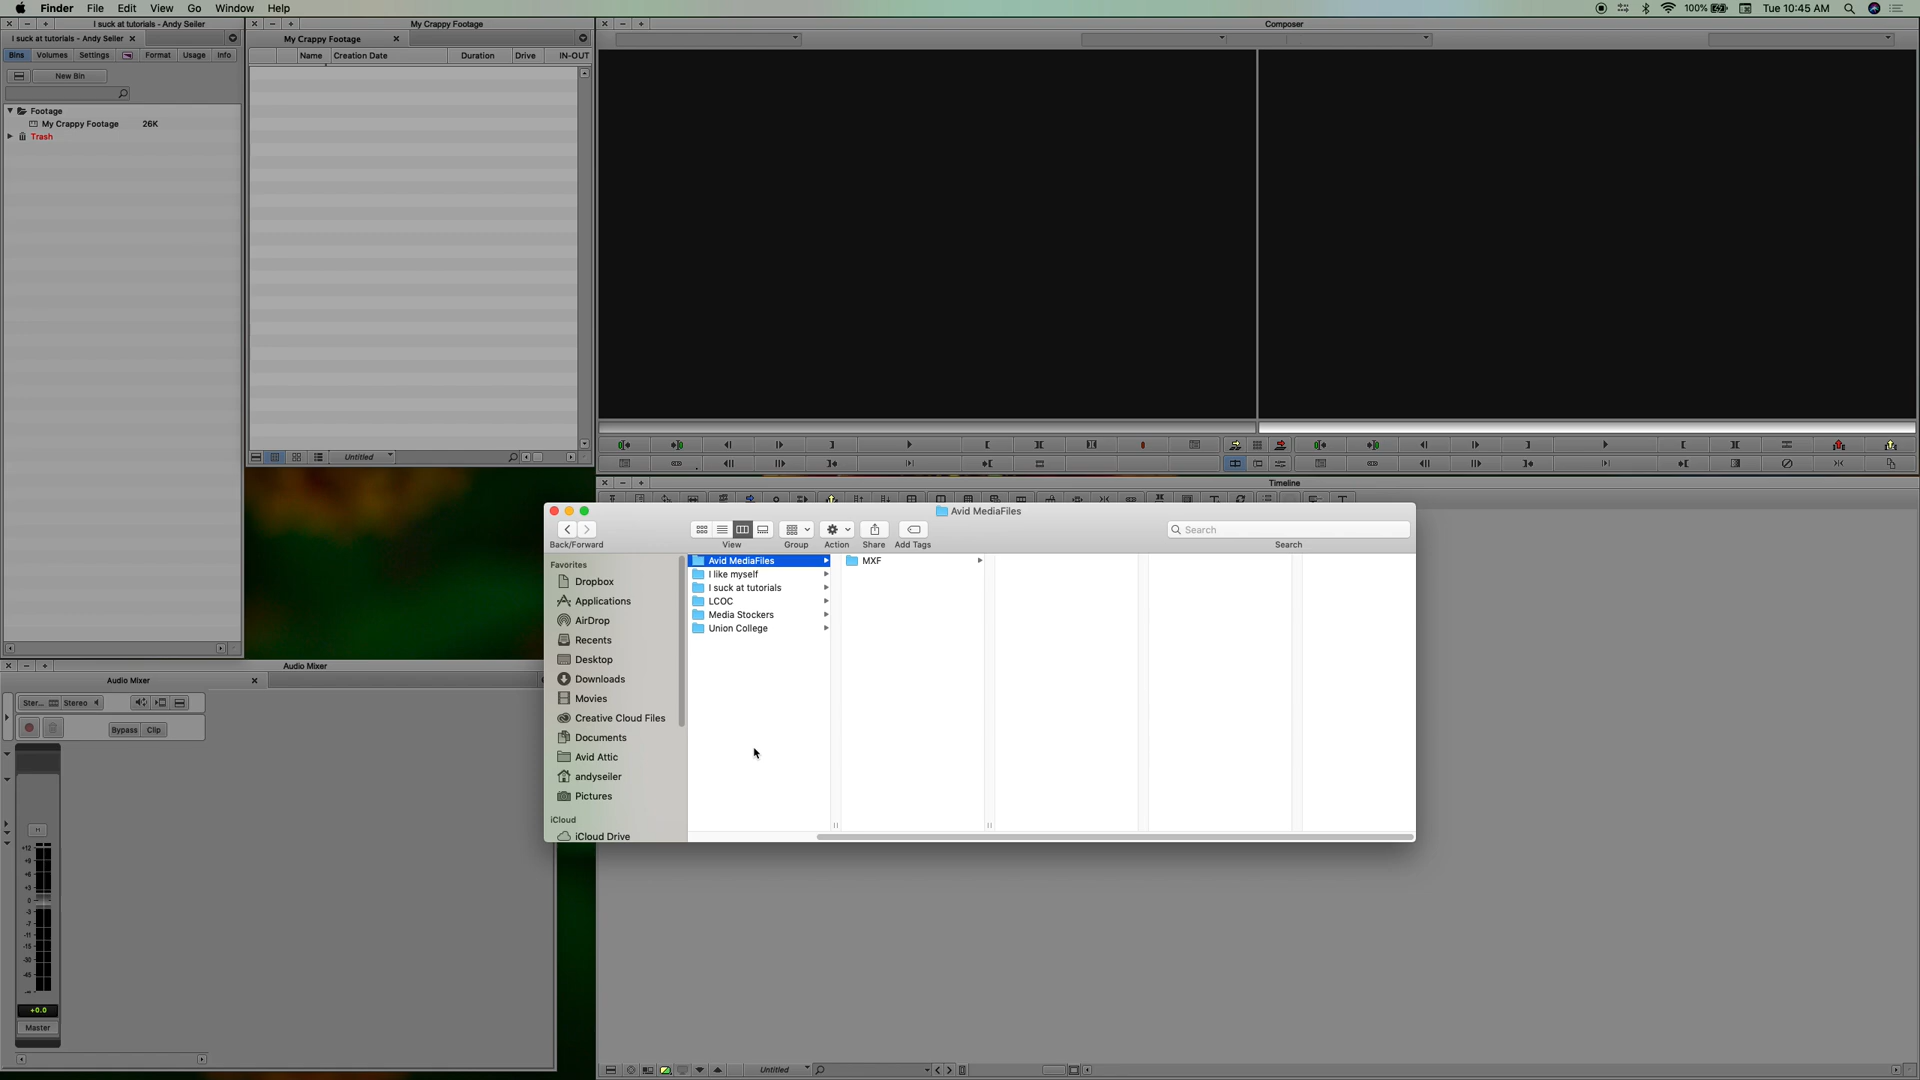 Finder File Edit View Go Window Help
100% Tue 10:45 AM
I suck at tutorials - Andy Seiler
I suck at tutorials - Andy Seiler
Bins Volumes Settings Format Usage Info
New Bin
Footage
My Crappy Footage 26K
Trash
My Crappy Footage
My Crappy Footage
Name Creation Date Duration Drive IN-OUT
Untitled
Composer
Timeline
Audio Mixer
Audio Mixer
Ster... Stereo
Bypass Clip
M
+12
+0.0
Master
Avid MediaFiles
Search
Back/Forward View Group Action Share Add Tags Search
Favorites
Dropbox
Applications
AirDrop
Recents
Desktop
Downloads
Movies
Creative Cloud Files
Documents
Avid Attic
andyseiler
Pictures
iCloud
iCloud Drive
Avid MediaFiles
I like myself
I suck at tutorials
LCOC
Media Stockers
Union College
MXF
Untitled